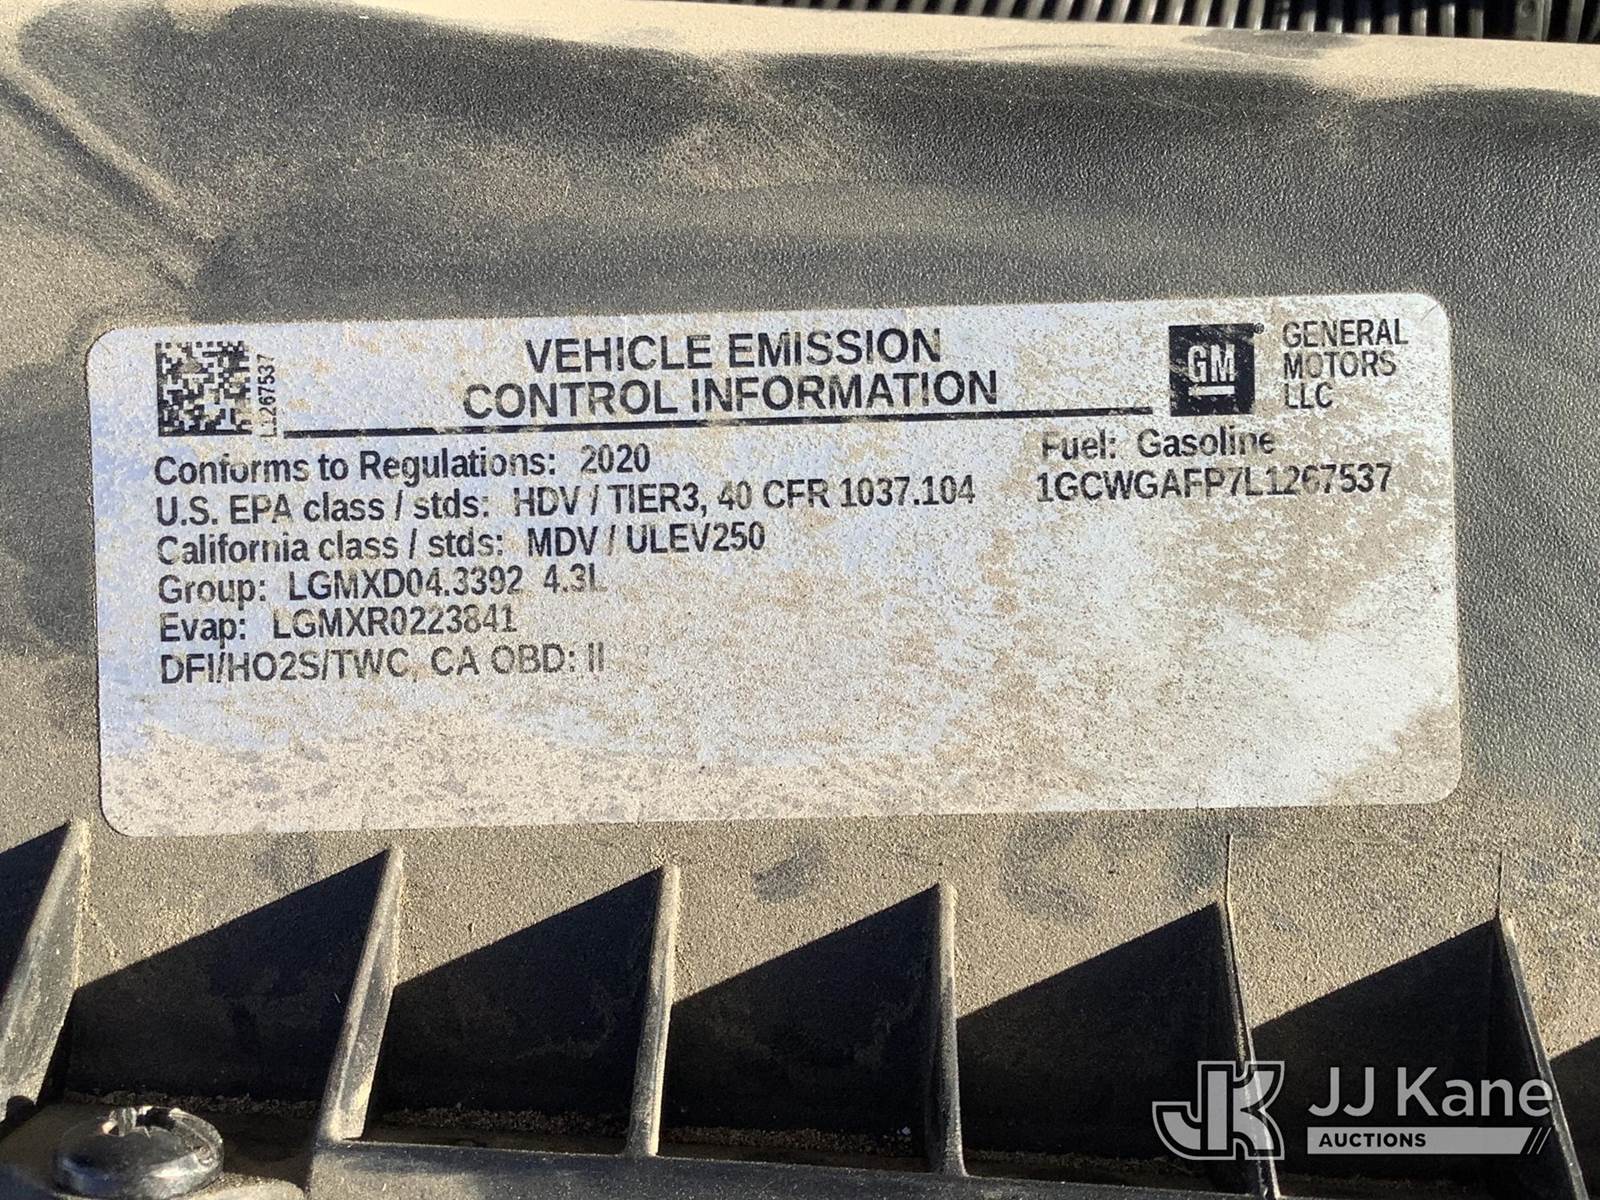 VEHICLE EMISSION
CONTROL INFORMATION
GM
GENERAL
MOTORS
LLC
L1267537
Conforms to Regulations: 2020
Fuel: Gasoline
U.S. EPA class / stds: HDV / TIER3, 40 CFR 1037.104
1GCWGAFP7L1267537
California class / stds: MDV / ULEV250
Group: LGMXD04.3392 4.3L
Evap: LGMXR0223841
DFI/HO2S/TWC, CA OBD: II
JK
JJ Kane
AUCTIONS